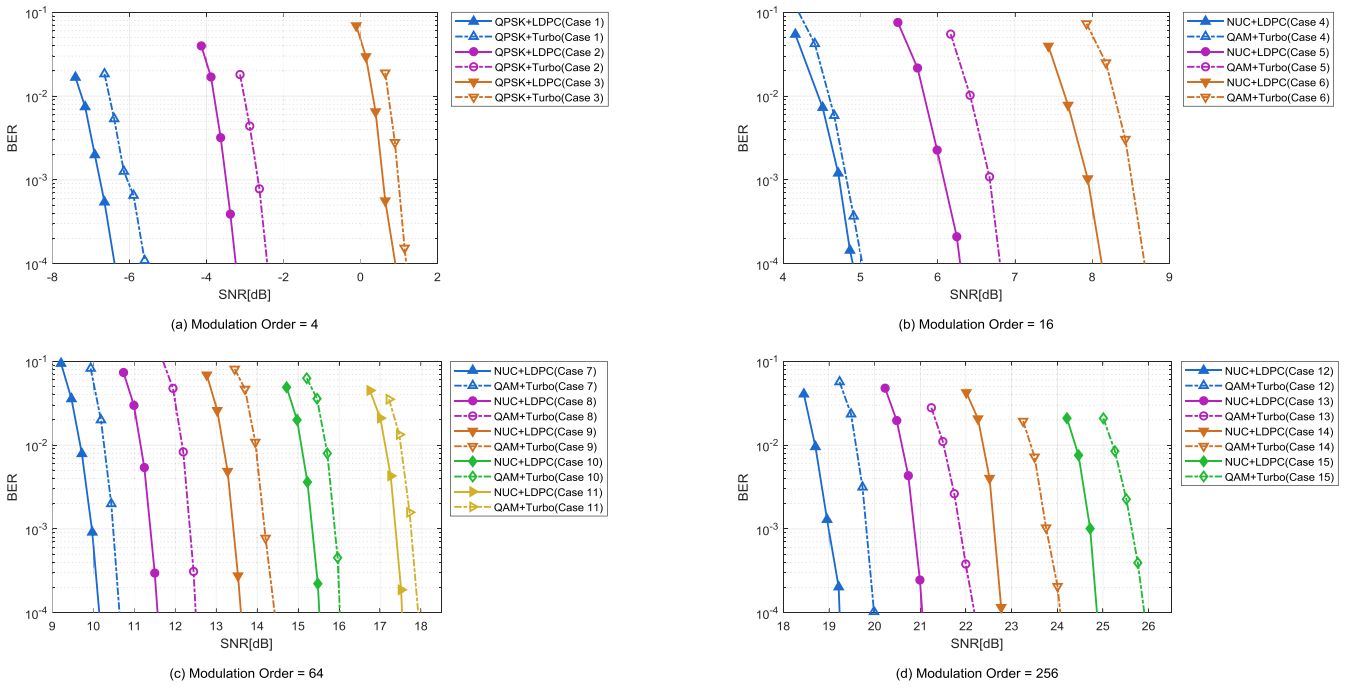 BER
10^-1
10^-2
10^-3
10^-4
-8 -6 -4 -2 0 2
SNR[dB]
QPSK+LDPC(Case 1)
QPSK+Turbo(Case 1)
QPSK+LDPC(Case 2)
QPSK+Turbo(Case 2)
QPSK+LDPC(Case 3)
QPSK+Turbo(Case 3)
(a) Modulation Order = 4
BER
10^-1
10^-2
10^-3
10^-4
4 5 6 7 8 9
SNR[dB]
NUC+LDPC(Case 4)
QAM+Turbo(Case 4)
NUC+LDPC(Case 5)
QAM+Turbo(Case 5)
NUC+LDPC(Case 6)
QAM+Turbo(Case 6)
(b) Modulation Order = 16
BER
10^-1
10^-2
10^-3
10^-4
9 10 11 12 13 14 15 16 17 18
SNR[dB]
NUC+LDPC(Case 7)
QAM+Turbo(Case 7)
NUC+LDPC(Case 8)
QAM+Turbo(Case 8)
NUC+LDPC(Case 9)
QAM+Turbo(Case 9)
NUC+LDPC(Case 10)
QAM+Turbo(Case 10)
NUC+LDPC(Case 11)
QAM+Turbo(Case 11)
(c) Modulation Order = 64
BER
10^-1
10^-2
10^-3
10^-4
18 19 20 21 22 23 24 25 26
SNR[dB]
NUC+LDPC(Case 12)
QAM+Turbo(Case 12)
NUC+LDPC(Case 13)
QAM+Turbo(Case 13)
NUC+LDPC(Case 14)
QAM+Turbo(Case 14)
NUC+LDPC(Case 15)
QAM+Turbo(Case 15)
(d) Modulation Order = 256